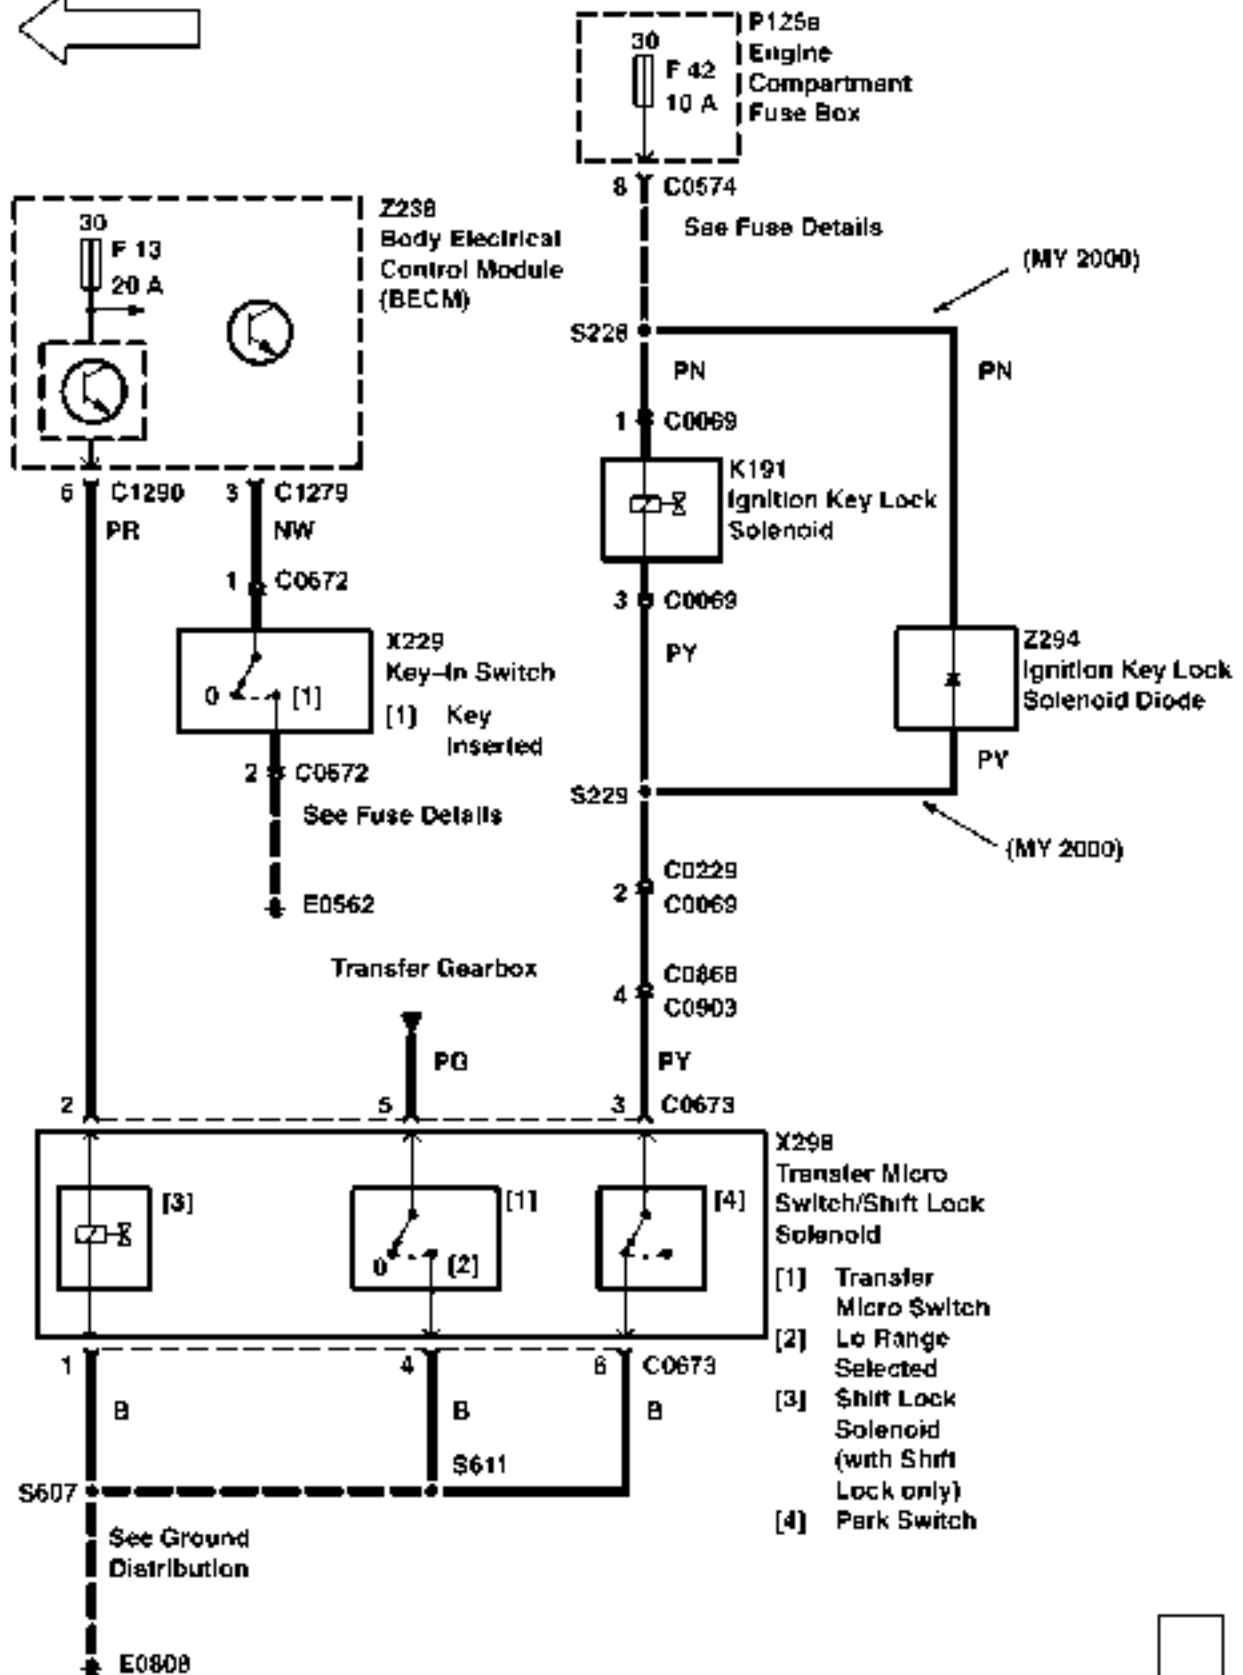 P125e
Engine
Compartment
Fuse Box
30
F 42
10 A
8 C0574
See Fuse Details
Z238
Body Electrical
Control Module
(BECM)
30
F 13
20 A
(MY 2000)
S228
PN
PN
1 C0069
K191
Ignition Key Lock
Solenoid
6 C1290
3 C1279
PR
NW
1 C0572
3 C0069
X229
Key-In Switch
0 [1]
[1] Key
Inserted
PY
Z294
Ignition Key Lock
Solenoid Diode
PY
2 C0572
See Fuse Details
S229
(MY 2000)
C0229
2
C0069
E0562
Transfer Gearbox
C0868
4
C0903
PG
PY
2
5
3 C0673
X298
Transfer Micro
Switch/Shift Lock
Solenoid
[3]
[1]
[4]
0 [2]
[1] Transfer
Micro Switch
[2] Lo Range
Selected
[3] Shift Lock
Solenoid
(with Shift
Lock only)
[4] Park Switch
1
4
6 C0673
B
B
B
S611
S607
See Ground
Distribution
E0808